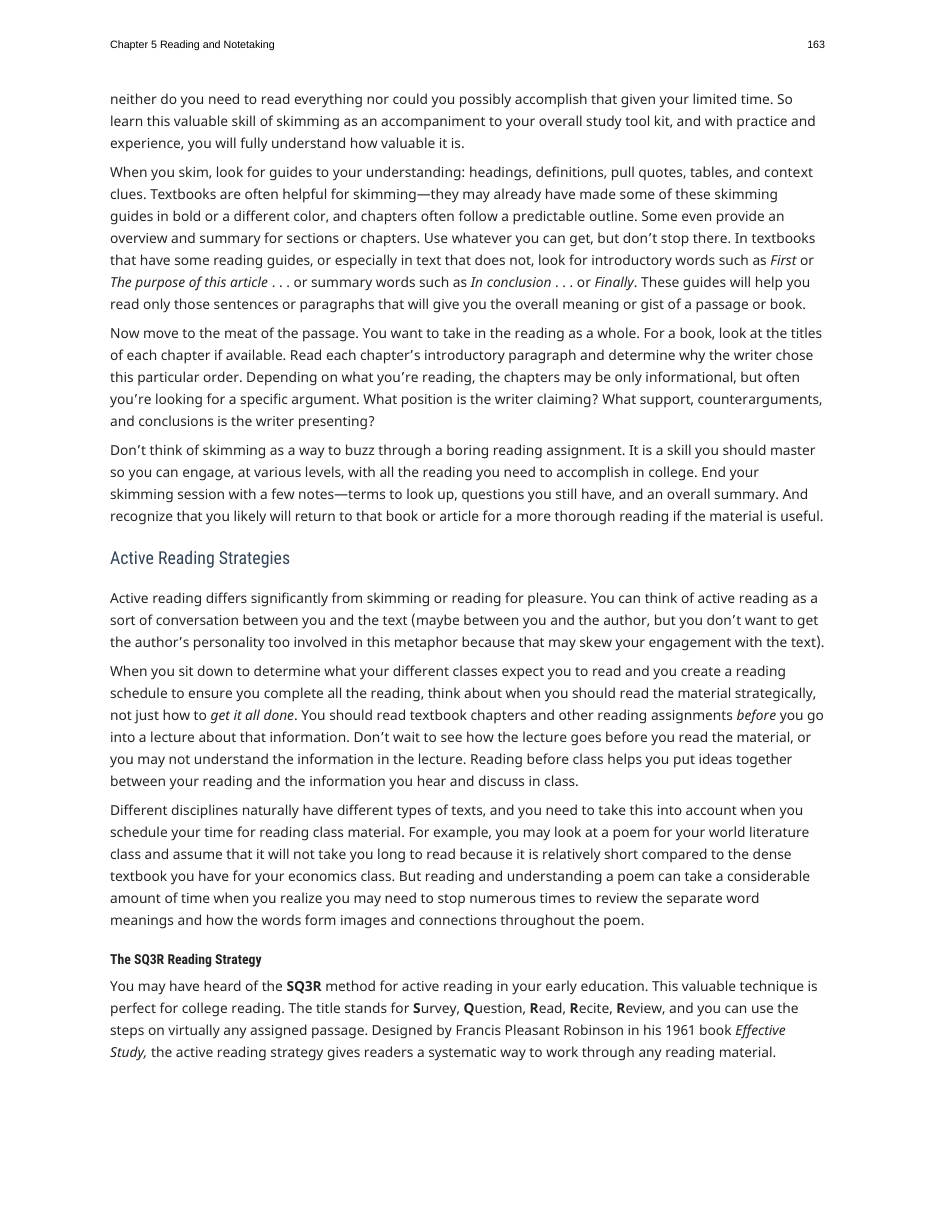 Chapter 5 Reading and Notetaking 163
neither do you need to read everything nor could you possibly accomplish that given your limited time. So
learn this valuable skill of skimming as an accompaniment to your overall study tool kit, and with practice and
experience, you will fully understand how valuable it is.
When you skim, look for guides to your understanding: headings, definitions, pull quotes, tables, and context
clues. Textbooks are often helpful for skimming—they may already have made some of these skimming
guides in bold or a different color, and chapters often follow a predictable outline. Some even provide an
overview and summary for sections or chapters. Use whatever you can get, but don’t stop there. In textbooks
that have some reading guides, or especially in text that does not, look for introductory words such as First or
The purpose of this article . . . or summary words such as In conclusion . . . or Finally. These guides will help you
read only those sentences or paragraphs that will give you the overall meaning or gist of a passage or book.
Now move to the meat of the passage. You want to take in the reading as a whole. For a book, look at the titles
of each chapter if available. Read each chapter’s introductory paragraph and determine why the writer chose
this particular order. Depending on what you’re reading, the chapters may be only informational, but often
you’re looking for a specific argument. What position is the writer claiming? What support, counterarguments,
and conclusions is the writer presenting?
Don’t think of skimming as a way to buzz through a boring reading assignment. It is a skill you should master
so you can engage, at various levels, with all the reading you need to accomplish in college. End your
skimming session with a few notes—terms to look up, questions you still have, and an overall summary. And
recognize that you likely will return to that book or article for a more thorough reading if the material is useful.
Active Reading Strategies
Active reading differs significantly from skimming or reading for pleasure. You can think of active reading as a
sort of conversation between you and the text (maybe between you and the author, but you don’t want to get
the author’s personality too involved in this metaphor because that may skew your engagement with the text).
When you sit down to determine what your different classes expect you to read and you create a reading
schedule to ensure you complete all the reading, think about when you should read the material strategically,
not just how to get it all done. You should read textbook chapters and other reading assignments before you go
into a lecture about that information. Don’t wait to see how the lecture goes before you read the material, or
you may not understand the information in the lecture. Reading before class helps you put ideas together
between your reading and the information you hear and discuss in class.
Different disciplines naturally have different types of texts, and you need to take this into account when you
schedule your time for reading class material. For example, you may look at a poem for your world literature
class and assume that it will not take you long to read because it is relatively short compared to the dense
textbook you have for your economics class. But reading and understanding a poem can take a considerable
amount of time when you realize you may need to stop numerous times to review the separate word
meanings and how the words form images and connections throughout the poem.
The SQ3R Reading Strategy
You may have heard of the SQ3R method for active reading in your early education. This valuable technique is
perfect for college reading. The title stands for Survey, Question, Read, Recite, Review, and you can use the
steps on virtually any assigned passage. Designed by Francis Pleasant Robinson in his 1961 book Effective
Study, the active reading strategy gives readers a systematic way to work through any reading material.